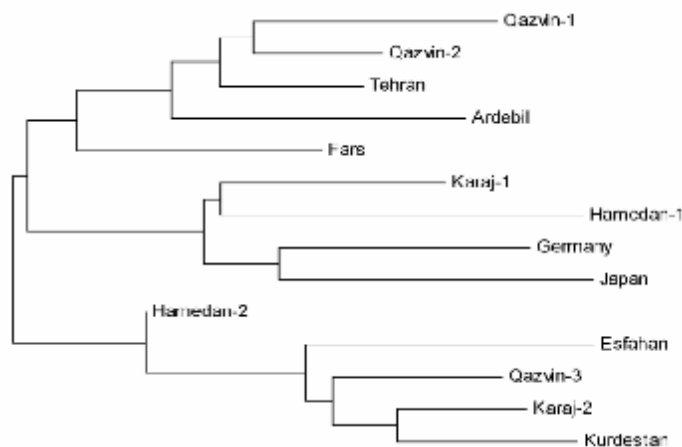 Qazvin-1
Qazvin-2
Tehran
Ardebil
Fars
Karaj-1
Hamedan-1
Germany
Japan
Hamedan-2
Esfahan
Qazvin-3
Karaj-2
Kurdestan